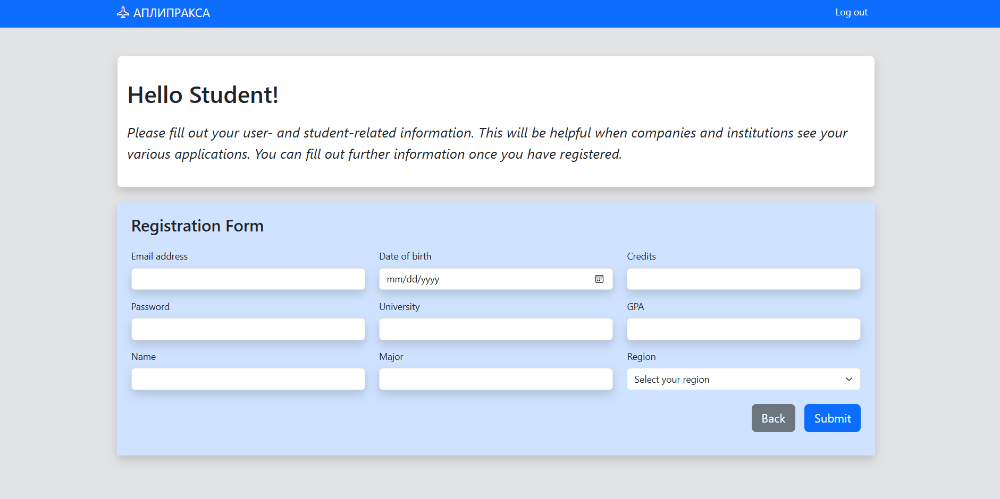 АПЛИПРАКСА
Log out
Hello Student!
Please fill out your user- and student-related information. This will be helpful when companies and institutions see your
various applications. You can fill out further information once you have registered.
Registration Form
Email address
Date of birth
Credits
mm/dd/yyyy
Password
University
GPA
Name
Major
Region
Select your region
Back
Submit